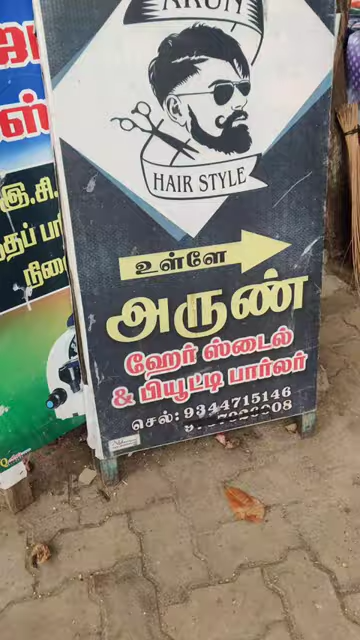 ARUN
HAIR STYLE
உள்ளே
அருண்
ஹேர் ஸ்டைல்
& பியூட்டி பார்லர்
செல்: 9344715146
இ.சி.